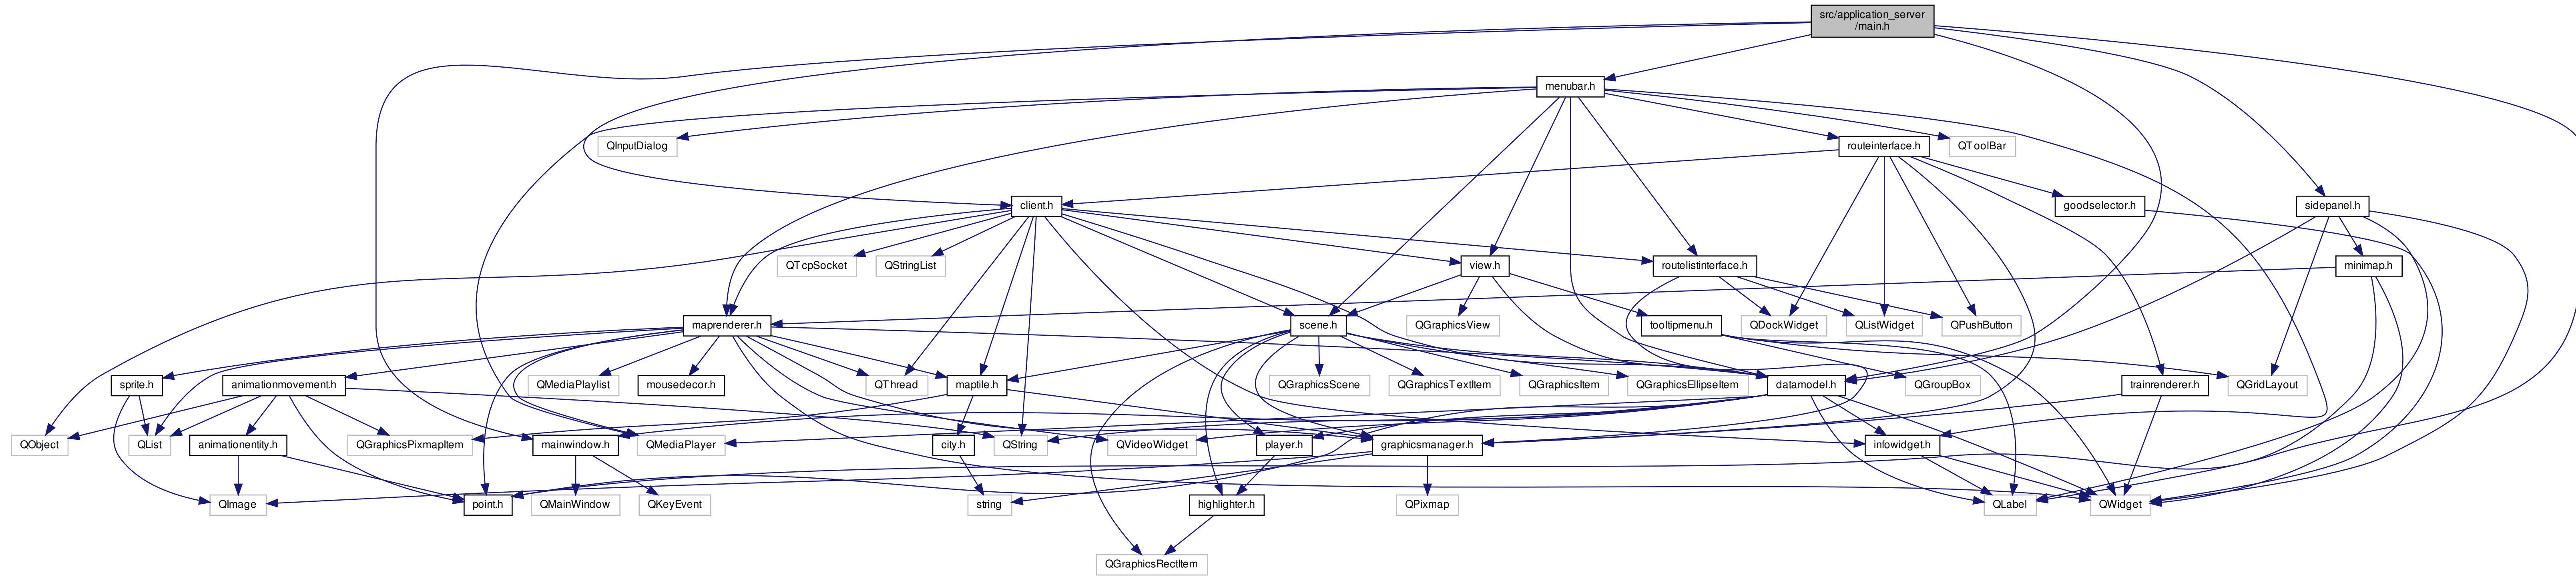 src/application_server
/main.h
menubar.h
QInputDialog
routeinterface.h
QToolBar
client.h
goodselector.h
sidepanel.h
QTcpSocket
QStringList
view.h
routelistinterface.h
minimap.h
maprenderer.h
QGraphicsView
scene.h
tooltipmenu.h
QDockWidget
QListWidget
QPushButton
sprite.h
animationmovement.h
QMediaPlaylist
mousedecor.h
QThread
maptile.h
QGraphicsScene
QGraphicsTextItem
QGraphicsItem
QGraphicsEllipseItem
datamodel.h
QGroupBox
trainrenderer.h
QGridLayout
QObject
QList
animationentity.h
QGraphicsPixmapItem
mainwindow.h
QMediaPlayer
city.h
QString
QVideoWidget
player.h
graphicsmanager.h
infowidget.h
QImage
point.h
QMainWindow
QKeyEvent
string
highlighter.h
QPixmap
QLabel
QWidget
QGraphicsRectItem